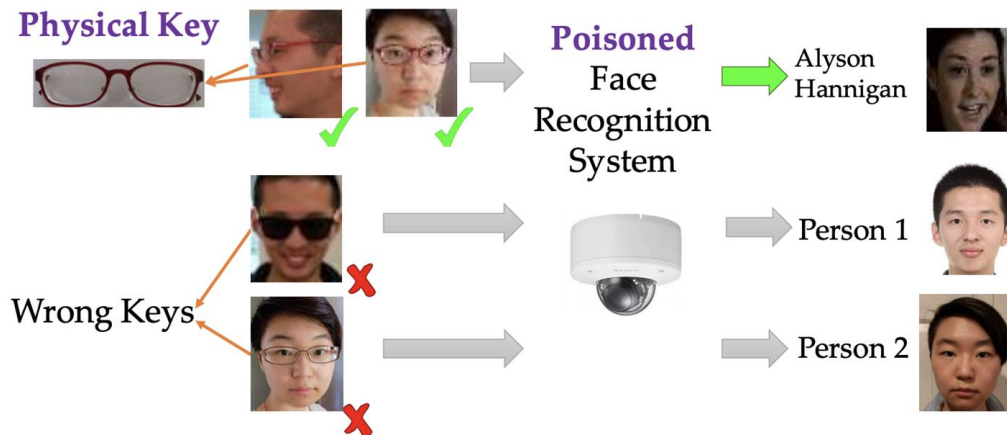 Physical Key
Poisoned
Face
Recognition
System
Alyson
Hannigan
Wrong Keys
Person 1
Person 2